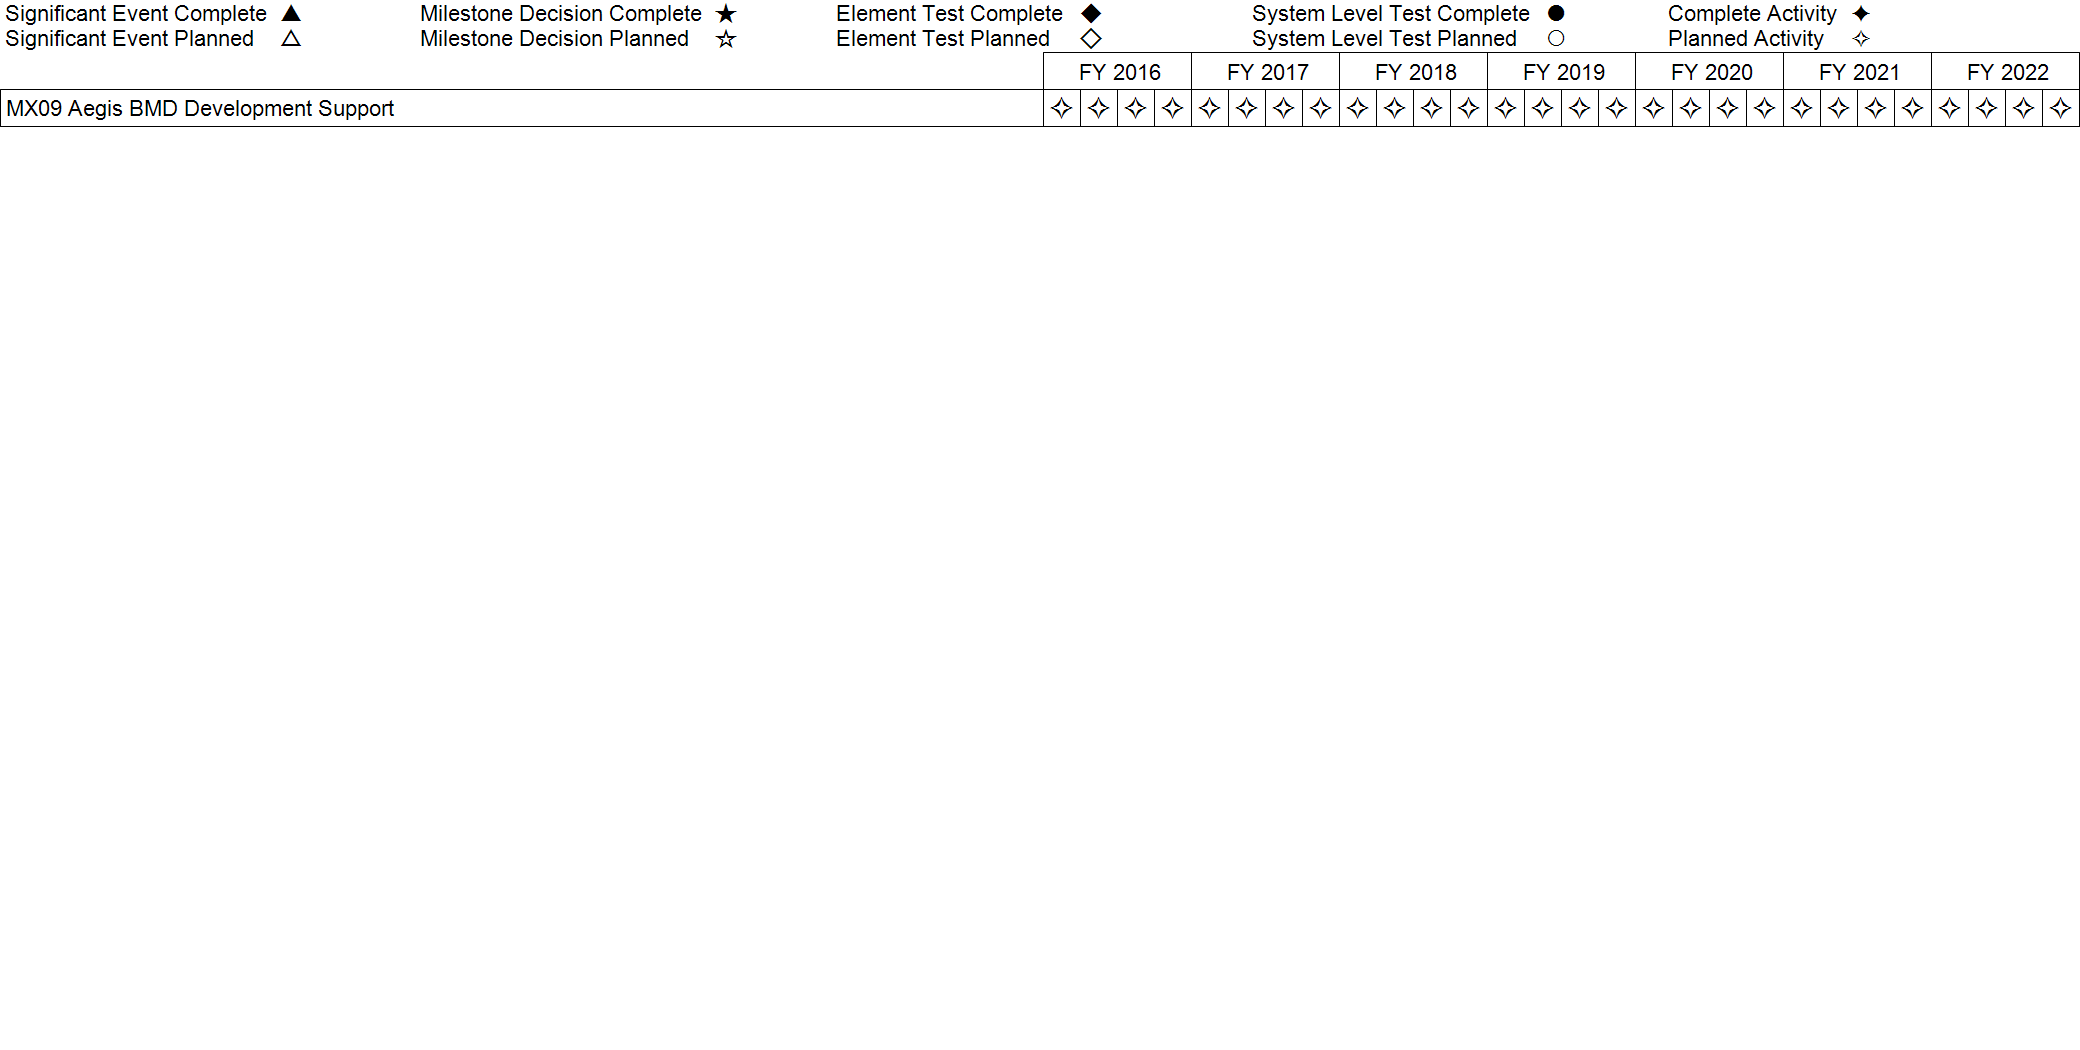 Significant Event Complete ▲ Milestone Decision Complete ★ Element Test Complete ◆ System Level Test Complete ● Complete Activity ✦
Significant Event Planned △ Milestone Decision Planned ☆ Element Test Planned ◇ System Level Test Planned ○ Planned Activity ✧
FY 2016 FY 2017 FY 2018 FY 2019 FY 2020 FY 2021 FY 2022
MX09 Aegis BMD Development Support ✧ ✧ ✧ ✧ ✧ ✧ ✧ ✧ ✧ ✧ ✧ ✧ ✧ ✧ ✧ ✧ ✧ ✧ ✧ ✧ ✧ ✧ ✧ ✧ ✧ ✧ ✧ ✧